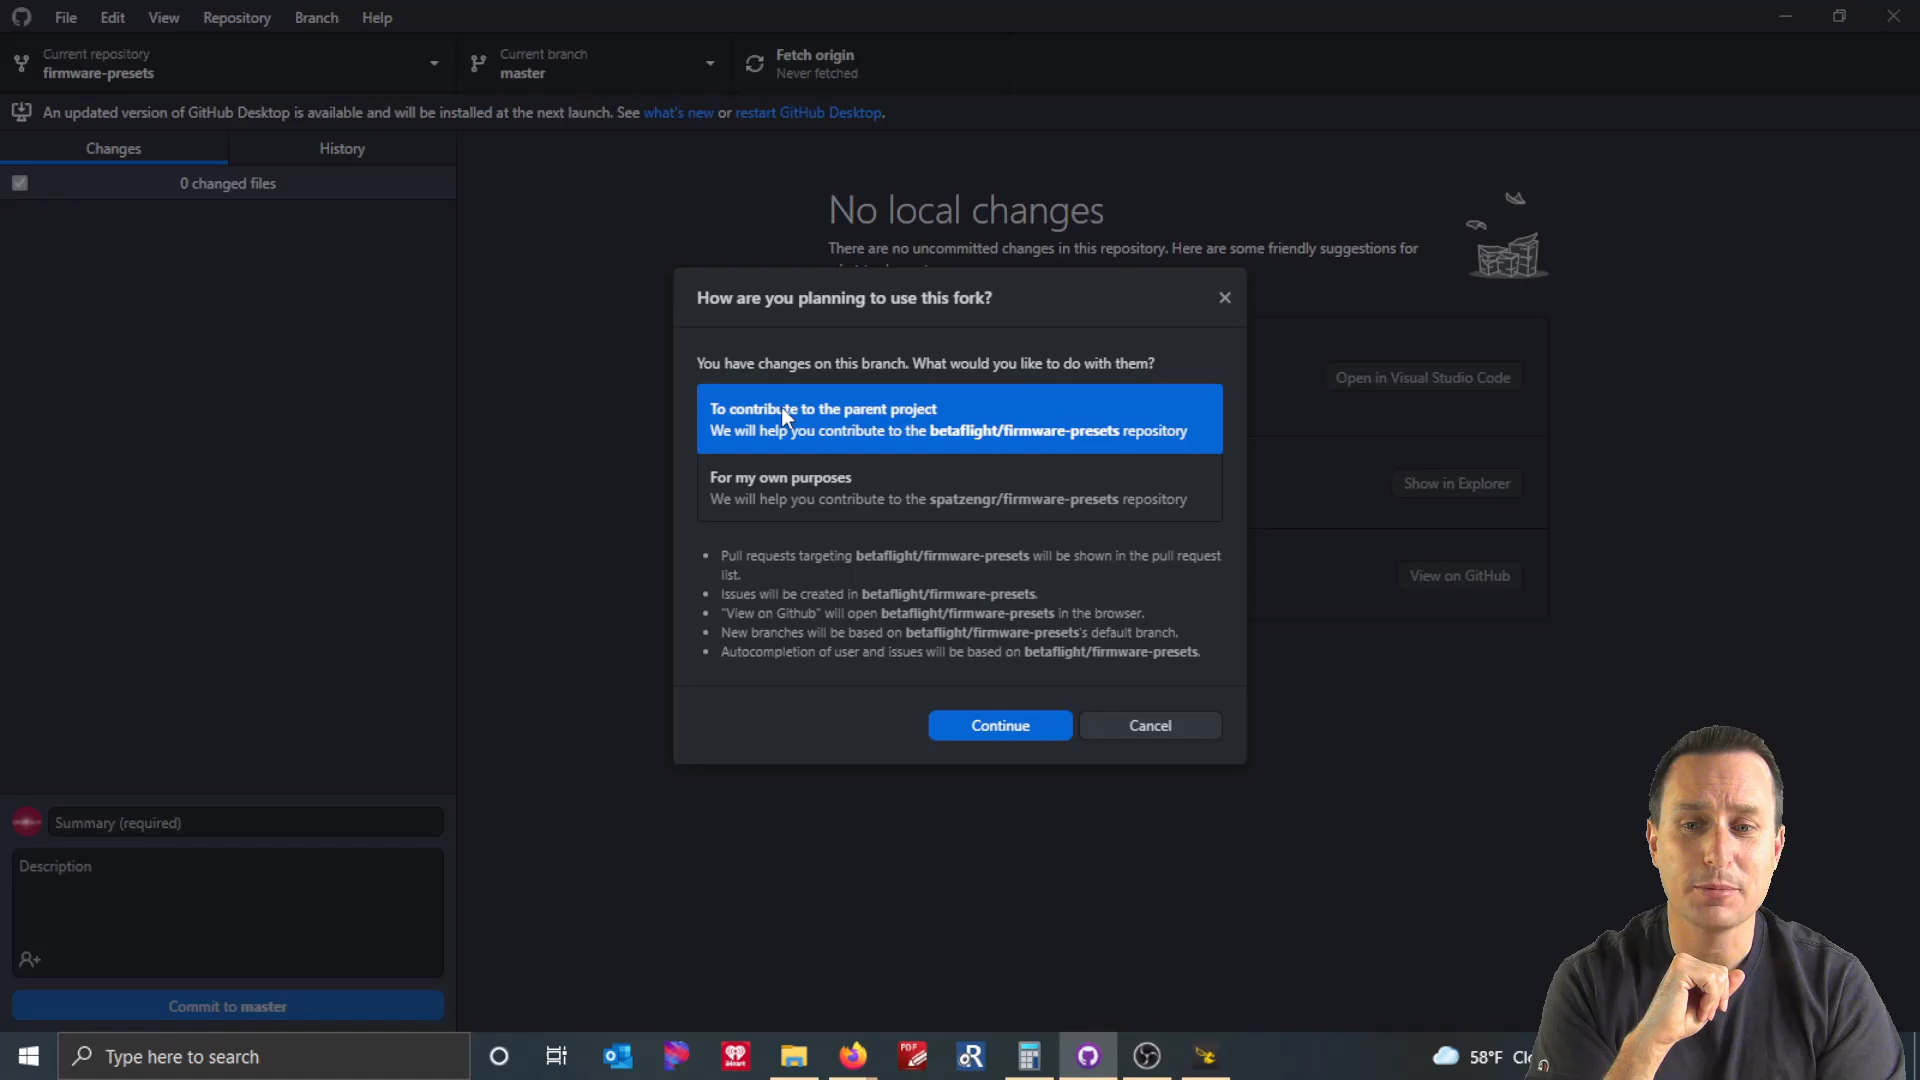 File Edit View Repository Branch Help
Current repository
firmware-presets
Current branch
master
Fetch origin
Never fetched
An updated version of GitHub Desktop is available and will be installed at the next launch. See what's new or restart GitHub Desktop.
Changes
History
0 changed files
No local changes
There are no uncommitted changes in this repository. Here are some friendly suggestions for
How are you planning to use this fork?
You have changes on this branch. What would you like to do with them?
To contribute to the parent project
We will help you contribute to the betaflight/firmware-presets repository
For my own purposes
We will help you contribute to the spatzengr/firmware-presets repository
• Pull requests targeting betaflight/firmware-presets will be shown in the pull request
list.
• Issues will be created in betaflight/firmware-presets.
• "View on Github" will open betaflight/firmware-presets in the browser.
• New branches will be based on betaflight/firmware-presets's default branch.
• Autocompletion of user and issues will be based on betaflight/firmware-presets.
Continue
Cancel
Open in Visual Studio Code
Show in Explorer
View on GitHub
Summary (required)
Description
Commit to master
Type here to search
PDF
R
58°F